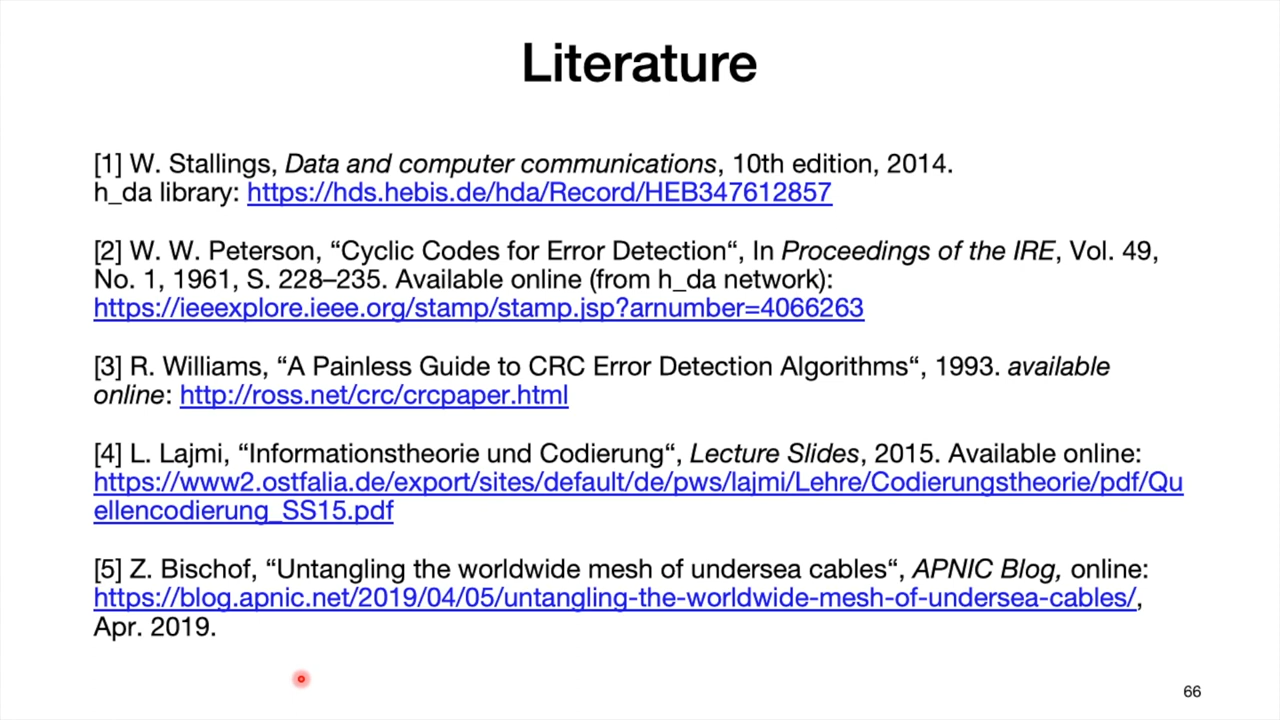 Literature
[1] W. Stallings, Data and computer communications, 10th edition, 2014.
h_da library: https://hds.hebis.de/hda/Record/HEB347612857
[2] W. W. Peterson, “Cyclic Codes for Error Detection“, In Proceedings of the IRE, Vol. 49,
No. 1, 1961, S. 228–235. Available online (from h_da network):
https://ieeexplore.ieee.org/stamp/stamp.jsp?arnumber=4066263
[3] R. Williams, “A Painless Guide to CRC Error Detection Algorithms“, 1993. available
online: http://ross.net/crc/crcpaper.html
[4] L. Lajmi, “Informationstheorie und Codierung“, Lecture Slides, 2015. Available online:
https://www2.ostfalia.de/export/sites/default/de/pws/lajmi/Lehre/Codierungstheorie/pdf/Qu
ellencodierung_SS15.pdf
[5] Z. Bischof, “Untangling the worldwide mesh of undersea cables“, APNIC Blog, online:
https://blog.apnic.net/2019/04/05/untangling-the-worldwide-mesh-of-undersea-cables/,
Apr. 2019.
66